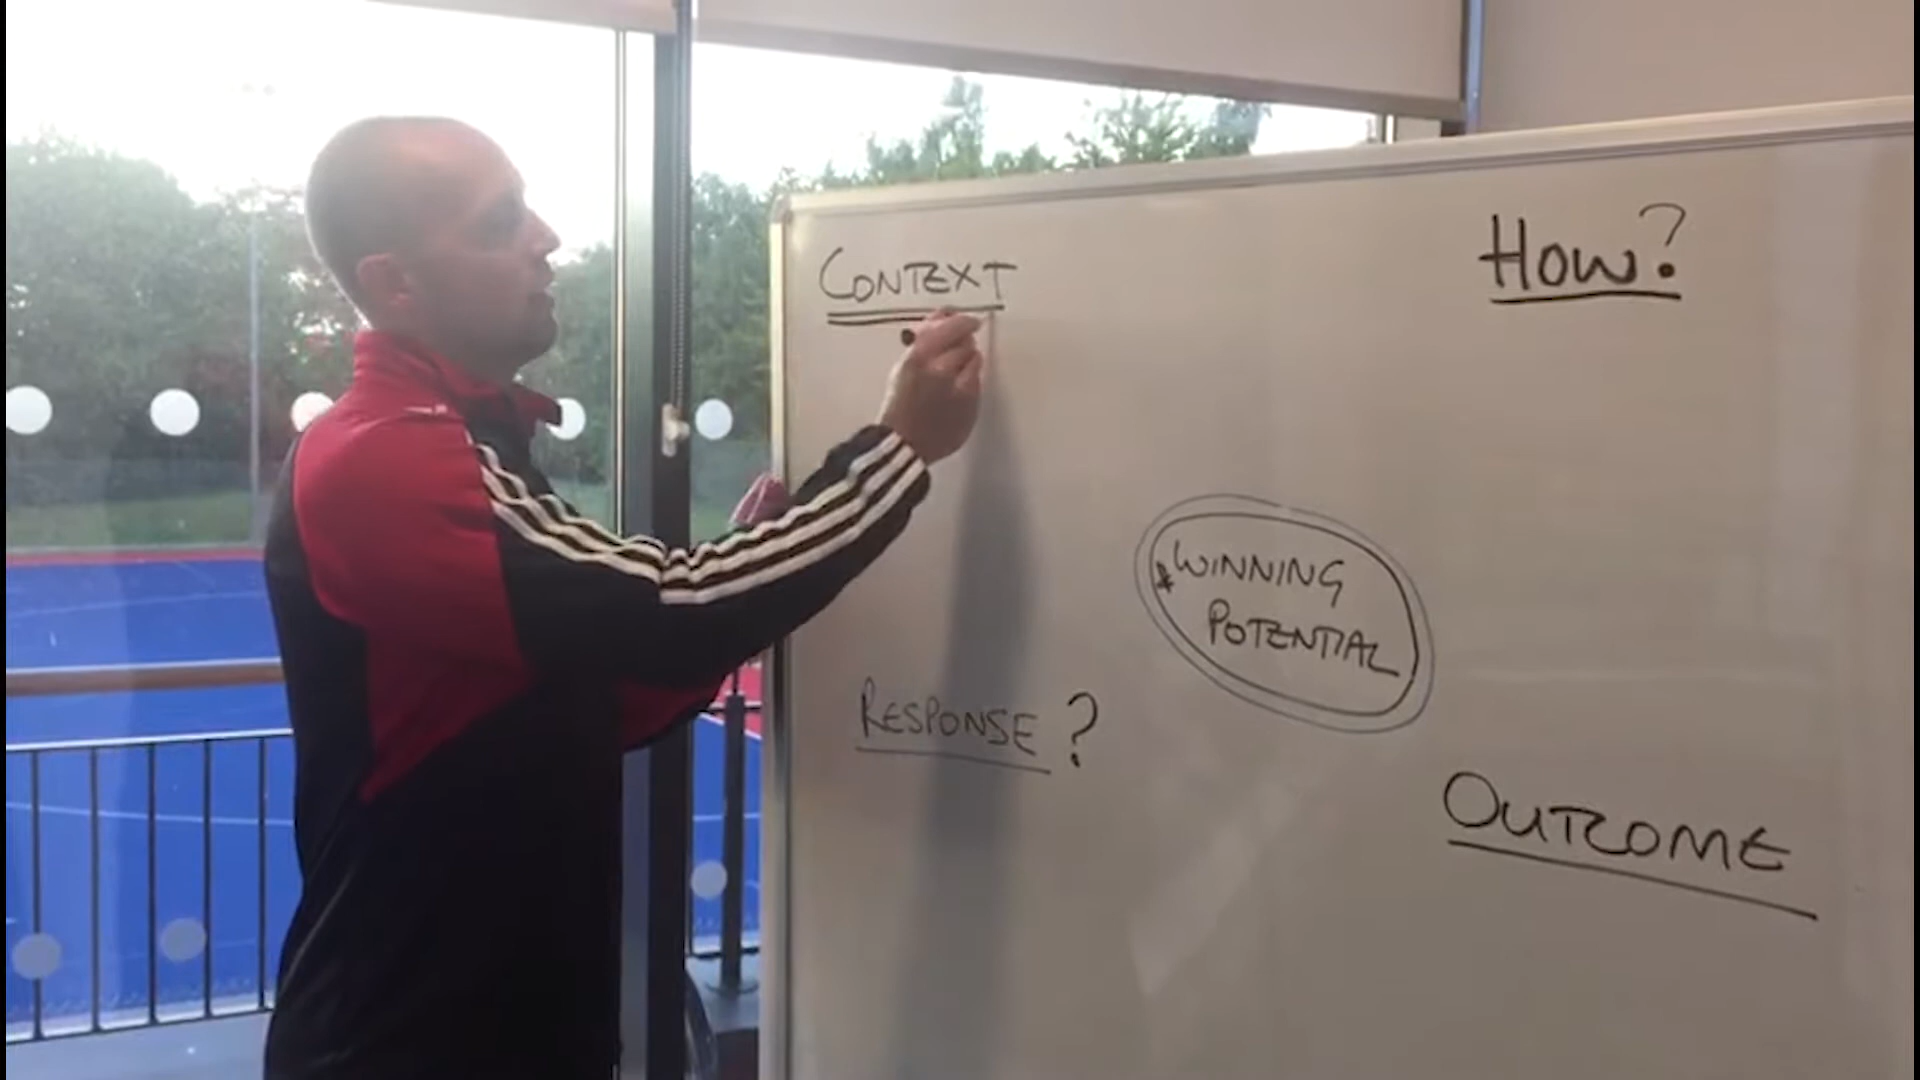 CONTEXT
HOW?
* WINNING
POTENTIAL
RESPONSE?
OUTCOME